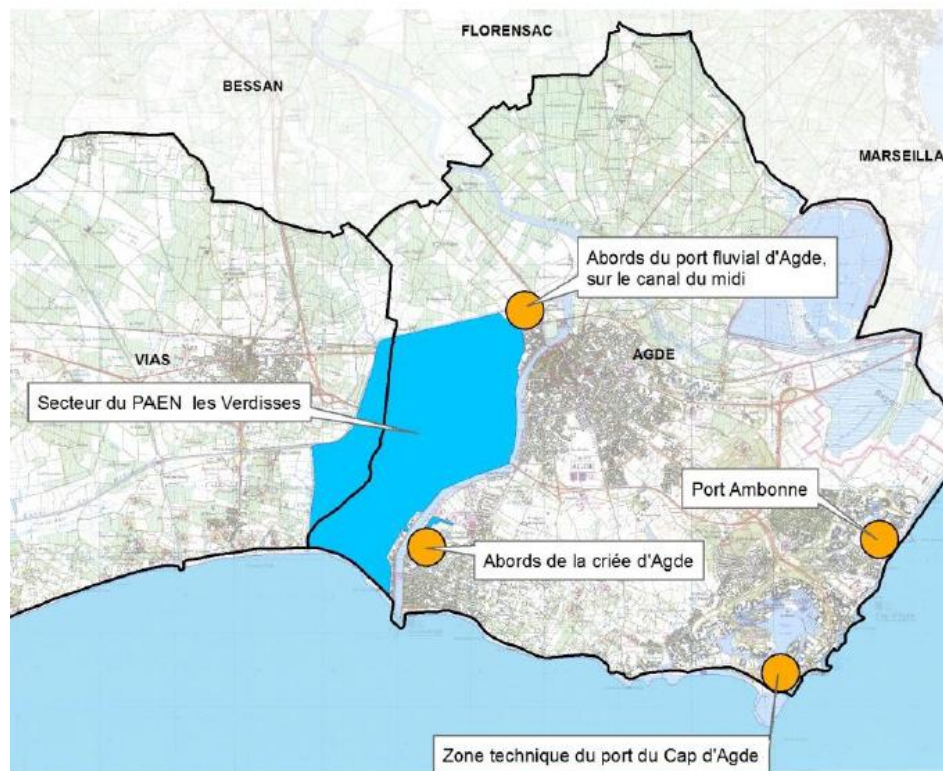 FLORENSAC
BESSAN
MARSEILLA
Abords du port fluvial d'Agde,
sur le canal du midi
VIAS
AGDE
Secteur du PAEN les Verdisses
Port Ambonne
Abords de la criée d'Agde
Zone technique du port du Cap d'Agde